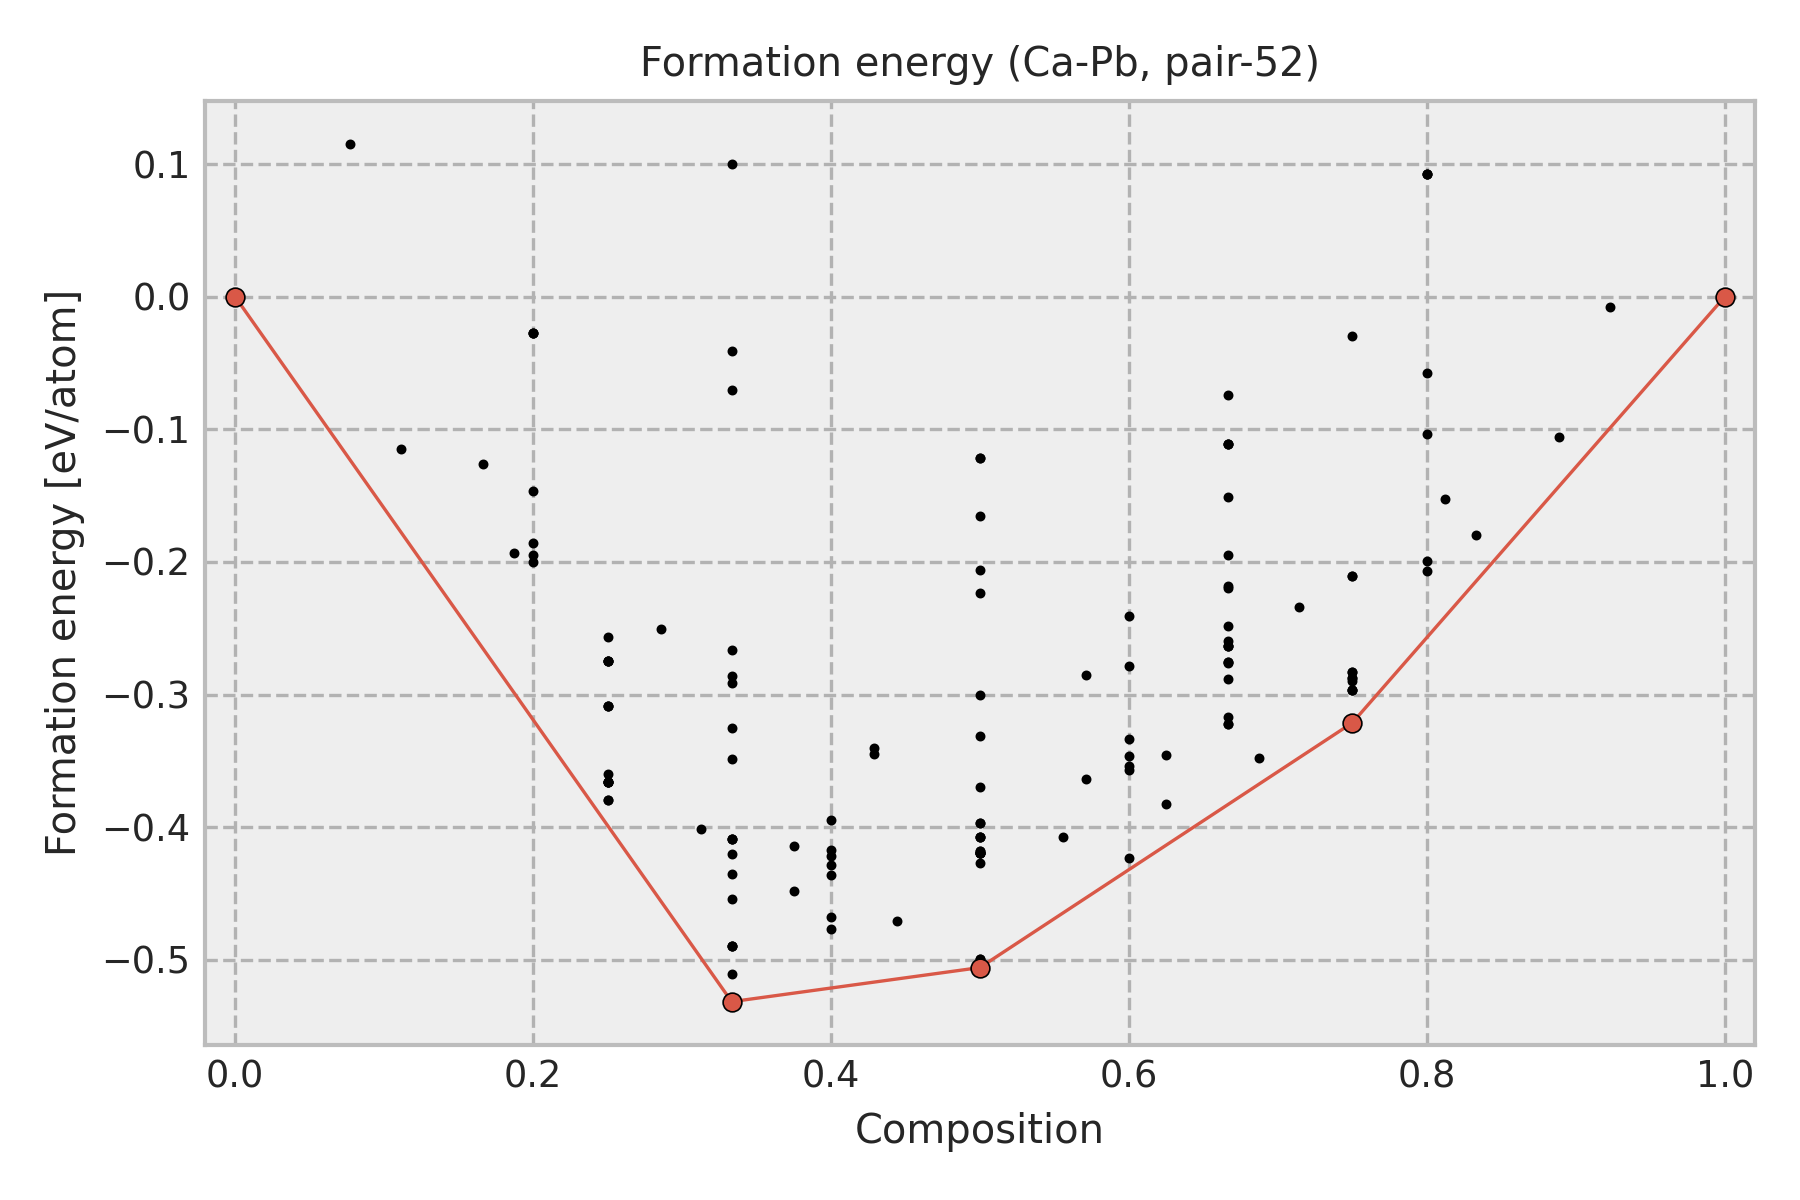 Formation energy (Ca-Pb, pair-52)
Formation energy [eV/atom]
0.1
0.0
−0.1
−0.2
−0.3
−0.4
−0.5
0.0 0.2 0.4 0.6 0.8 1.0
Composition